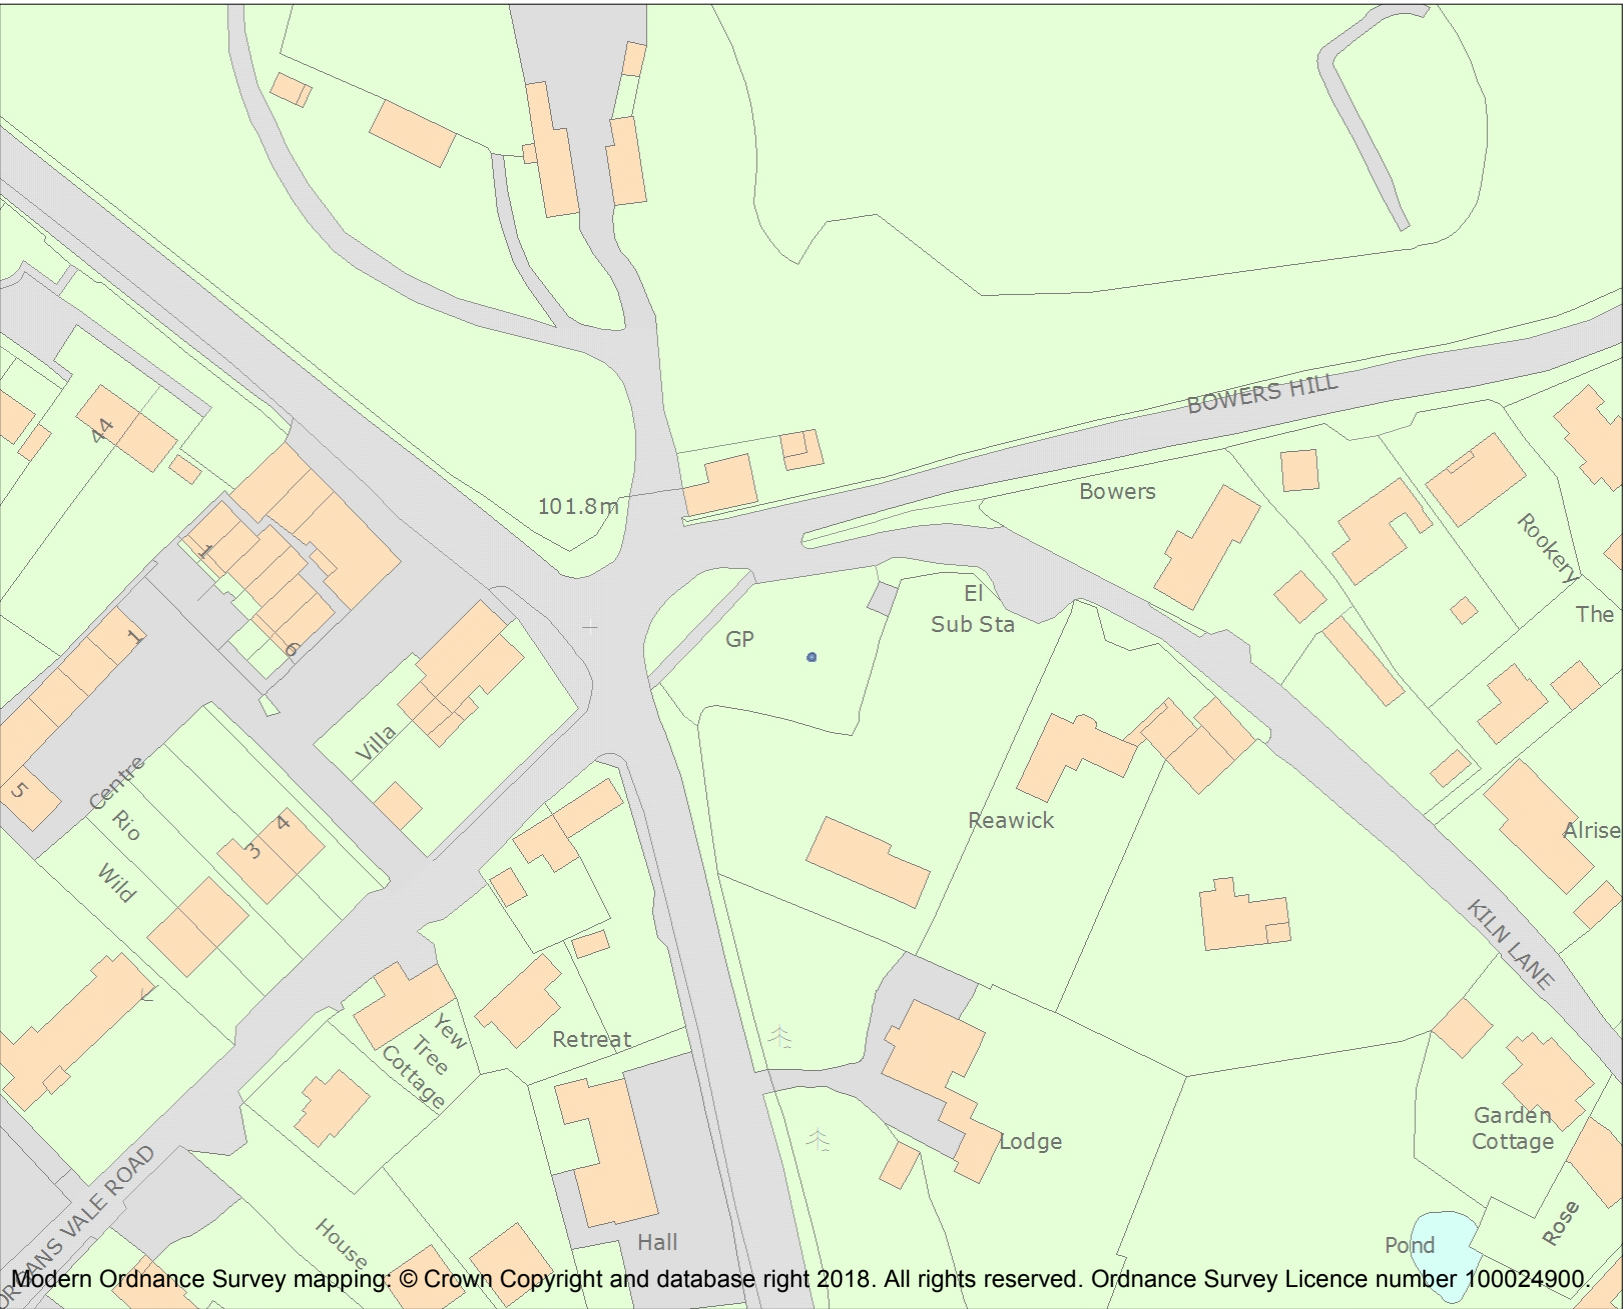 BOWERS HILL
44
101.8m
Bowers
Rookery
1
El
Sub Sta
The
GP
1
6
Villa
5
Centre
Rio
Wild
4
3
Reawick
Alrise
KILN LANE
Yew
Tree
Cottage
Retreat
Garden
Cottage
Lodge
VALE ROAD
House
Hall
Rose
Pond
Modern Ordnance Survey mapping: © Crown Copyright and database right 2018. All rights reserved. Ordnance Survey Licence number 100024900.